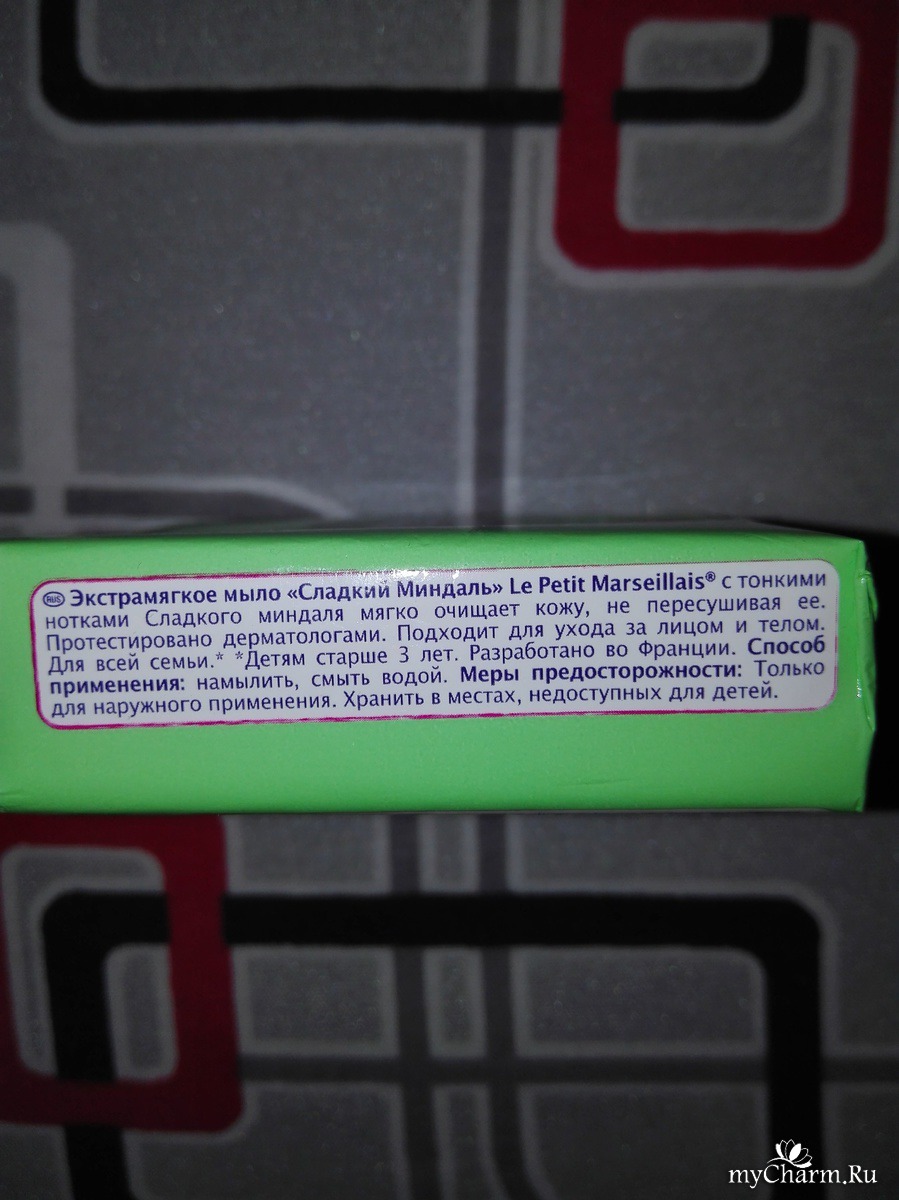 RUS Экстрамягкое мыло «Сладкий Миндаль» Le Petit Marseillais® с тонкими
нотками Сладкого миндаля мягко очищает кожу, не пересушивая ее.
Протестировано дерматологами. Подходит для ухода за лицом и телом.
Для всей семьи.* *Детям старше 3 лет. Разработано во Франции. Способ
применения: намылить, смыть водой. Меры предосторожности: Только
для наружного применения. Хранить в местах, недоступных для детей.
myCharm.Ru